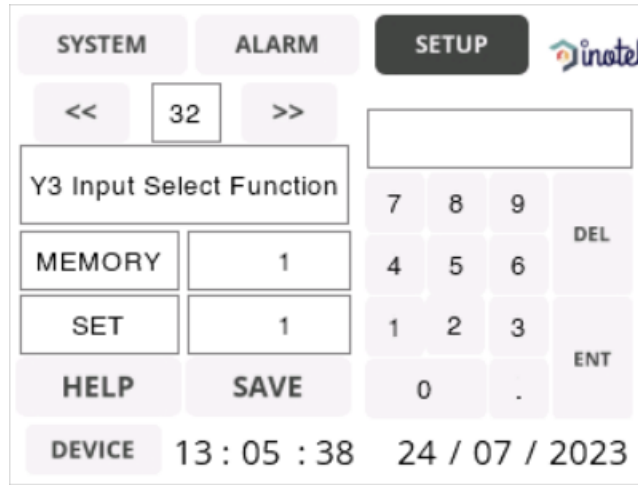 SYSTEM ALARM SETUP inotek
<< 32 >>
Y3 Input Select Function
MEMORY 1
SET 1
HELP SAVE
7 8 9 DEL
4 5 6
1 2 3 ENT
0 .
DEVICE 13 : 05 : 38 24 / 07 / 2023